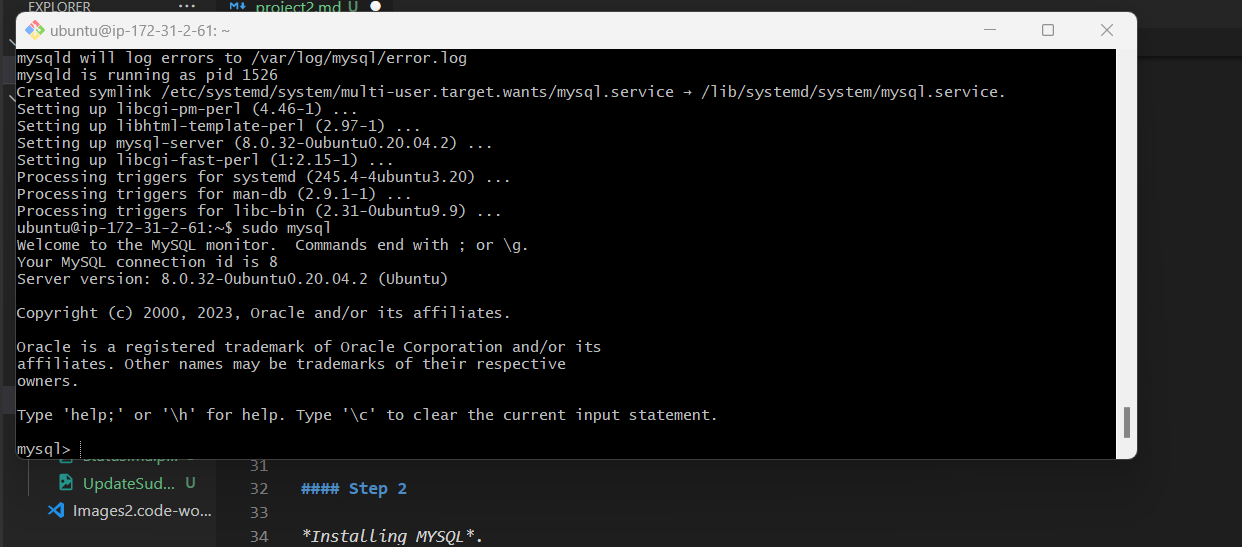 EXPLORER ... project2.md U
ubuntu@ip-172-31-2-61: ~
mysqld will log errors to /var/log/mysql/error.log
mysqld is running as pid 1526
Created symlink /etc/systemd/system/multi-user.target.wants/mysql.service → /lib/systemd/system/mysql.service.
Setting up libcgi-pm-perl (4.46-1) ...
Setting up libhtml-template-perl (2.97-1) ...
Setting up mysql-server (8.0.32-0ubuntu0.20.04.2) ...
Setting up libcgi-fast-perl (1:2.15-1) ...
Processing triggers for systemd (245.4-4ubuntu3.20) ...
Processing triggers for man-db (2.9.1-1) ...
Processing triggers for libc-bin (2.31-0ubuntu9.9) ...
ubuntu@ip-172-31-2-61:~$ sudo mysql
Welcome to the MySQL monitor.  Commands end with ; or \g.
Your MySQL connection id is 8
Server version: 8.0.32-0ubuntu0.20.04.2 (Ubuntu)
Copyright (c) 2000, 2023, Oracle and/or its affiliates.
Oracle is a registered trademark of Oracle Corporation and/or its
affiliates. Other names may be trademarks of their respective
owners.
Type 'help;' or '\h' for help. Type '\c' to clear the current input statement.
mysql>
31
UpdateSud... U
32 #### Step 2
Images2.code-wo...
33
34 *Installing MYSQL*.